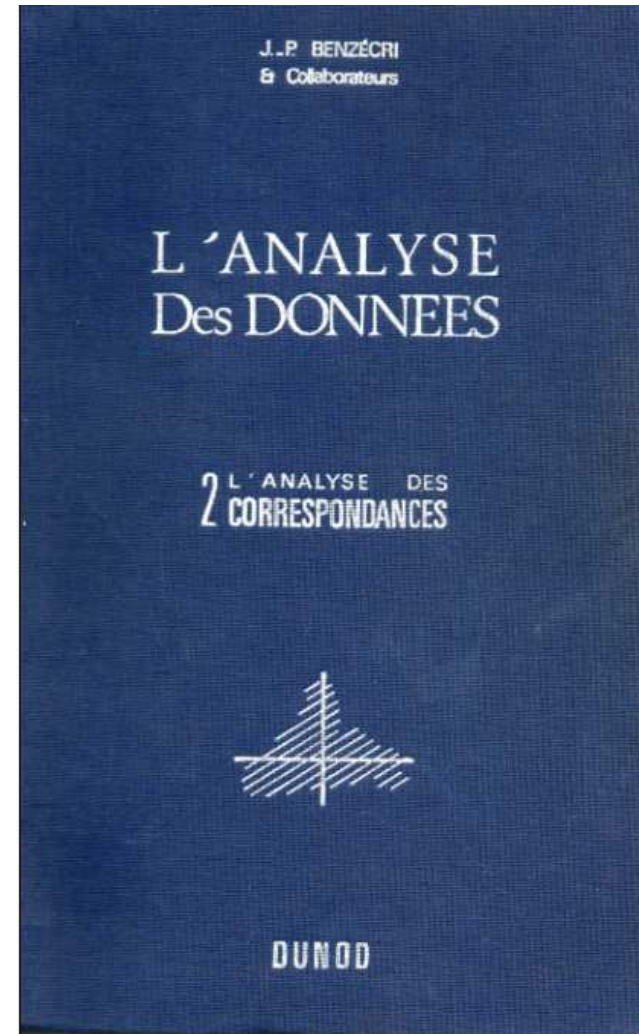 J.-P. BENZÉCRI
& Collaborateurs
L'ANALYSE
Des DONNEES
2 L'ANALYSE DES
CORRESPONDANCES
DUNOD